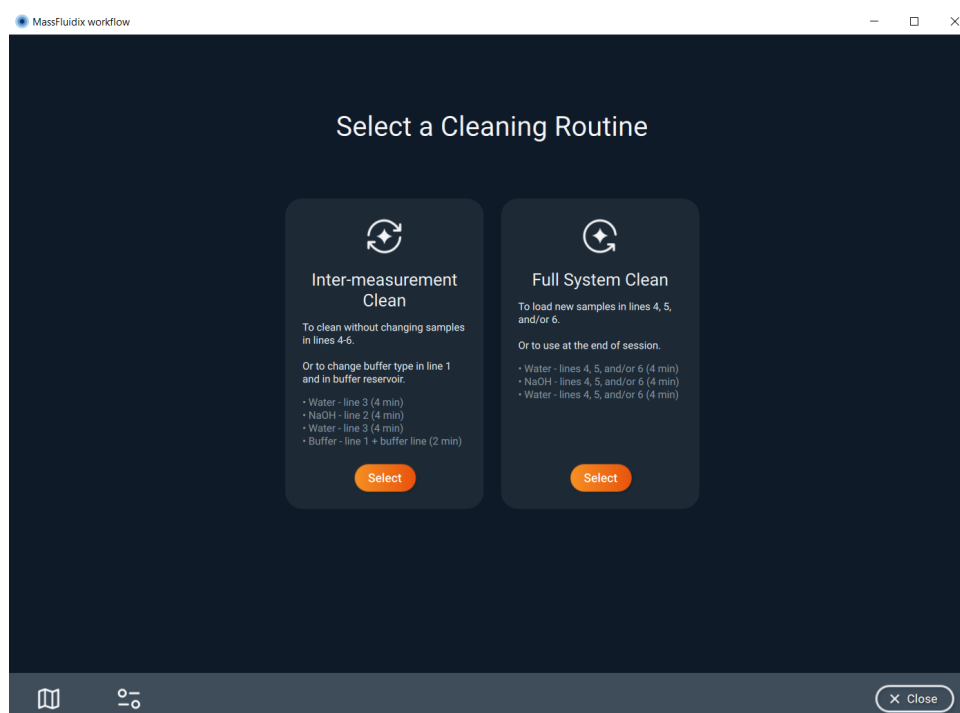 MassFluidix workflow
Select a Cleaning Routine
Inter-measurement
Clean
To clean without changing samples
in lines 4-6.
Or to change buffer type in line 1
and in buffer reservoir.
• Water - line 3 (4 min)
• NaOH - line 2 (4 min)
• Water - line 3 (4 min)
• Buffer - line 1 + buffer line (2 min)
Select
Full System Clean
To load new samples in lines 4, 5,
and/or 6.
Or to use at the end of session.
• Water - lines 4, 5, and/or 6 (4 min)
• NaOH - lines 4, 5, and/or 6 (4 min)
• Water - lines 4, 5, and/or 6 (4 min)
Select
Close